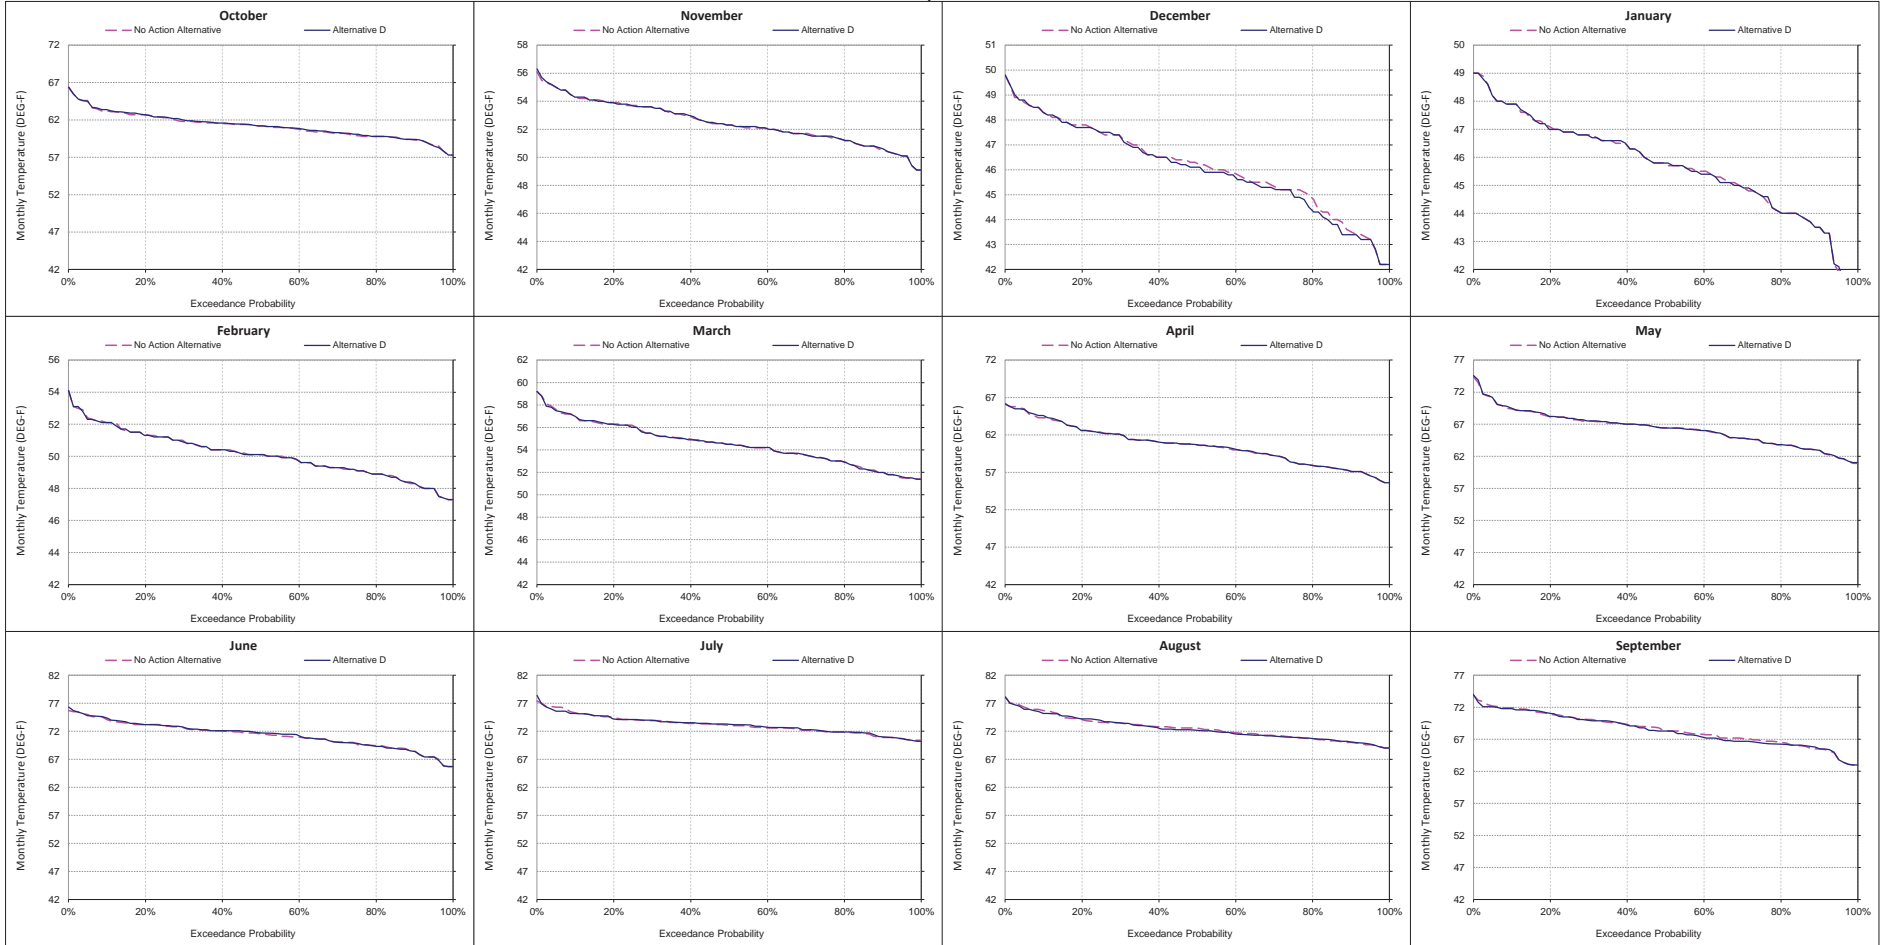 October
No Action Alternative
Alternative D
Monthly Temperature (DEG-F)
72
67
62
57
52
47
42
0%
20%
40%
60%
80%
100%
Exceedance Probability
November
No Action Alternative
Alternative D
Monthly Temperature (DEG-F)
58
56
54
52
50
48
46
44
42
0%
20%
40%
60%
80%
100%
Exceedance Probability
December
No Action Alternative
Alternative D
Monthly Temperature (DEG-F)
51
50
49
48
47
46
45
44
43
42
0%
20%
40%
60%
80%
100%
Exceedance Probability
January
No Action Alternative
Alternative D
Monthly Temperature (DEG-F)
50
49
48
47
46
45
44
43
42
0%
20%
40%
60%
80%
100%
Exceedance Probability
February
No Action Alternative
Alternative D
Monthly Temperature (DEG-F)
56
54
52
50
48
46
44
42
0%
20%
40%
60%
80%
100%
Exceedance Probability
March
No Action Alternative
Alternative D
Monthly Temperature (DEG-F)
62
60
58
56
54
52
50
48
46
44
42
0%
20%
40%
60%
80%
100%
Exceedance Probability
April
No Action Alternative
Alternative D
Monthly Temperature (DEG-F)
72
67
62
57
52
47
42
0%
20%
40%
60%
80%
100%
Exceedance Probability
May
No Action Alternative
Alternative D
Monthly Temperature (DEG-F)
77
72
67
62
57
52
47
42
0%
20%
40%
60%
80%
100%
Exceedance Probability
June
No Action Alternative
Alternative D
Monthly Temperature (DEG-F)
82
77
72
67
62
57
52
47
42
0%
20%
40%
60%
80%
100%
Exceedance Probability
July
No Action Alternative
Alternative D
Monthly Temperature (DEG-F)
82
77
72
67
62
57
52
47
42
0%
20%
40%
60%
80%
100%
Exceedance Probability
August
No Action Alternative
Alternative D
Monthly Temperature (DEG-F)
82
77
72
67
62
57
52
47
42
0%
20%
40%
60%
80%
100%
Exceedance Probability
September
No Action Alternative
Alternative D
Monthly Temperature (DEG-F)
77
72
67
62
57
52
47
42
0%
20%
40%
60%
80%
100%
Exceedance Probability